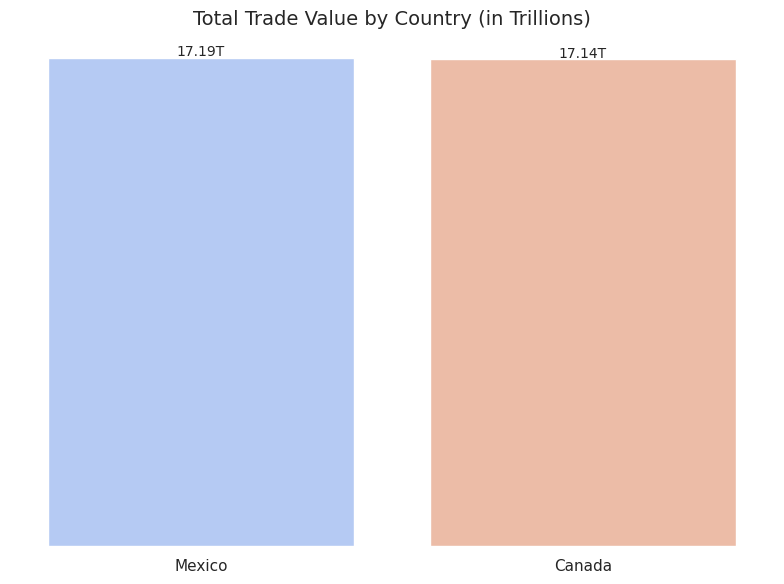 Total Trade Value by Country (in Trillions)
17.19T
17.14T
Mexico
Canada